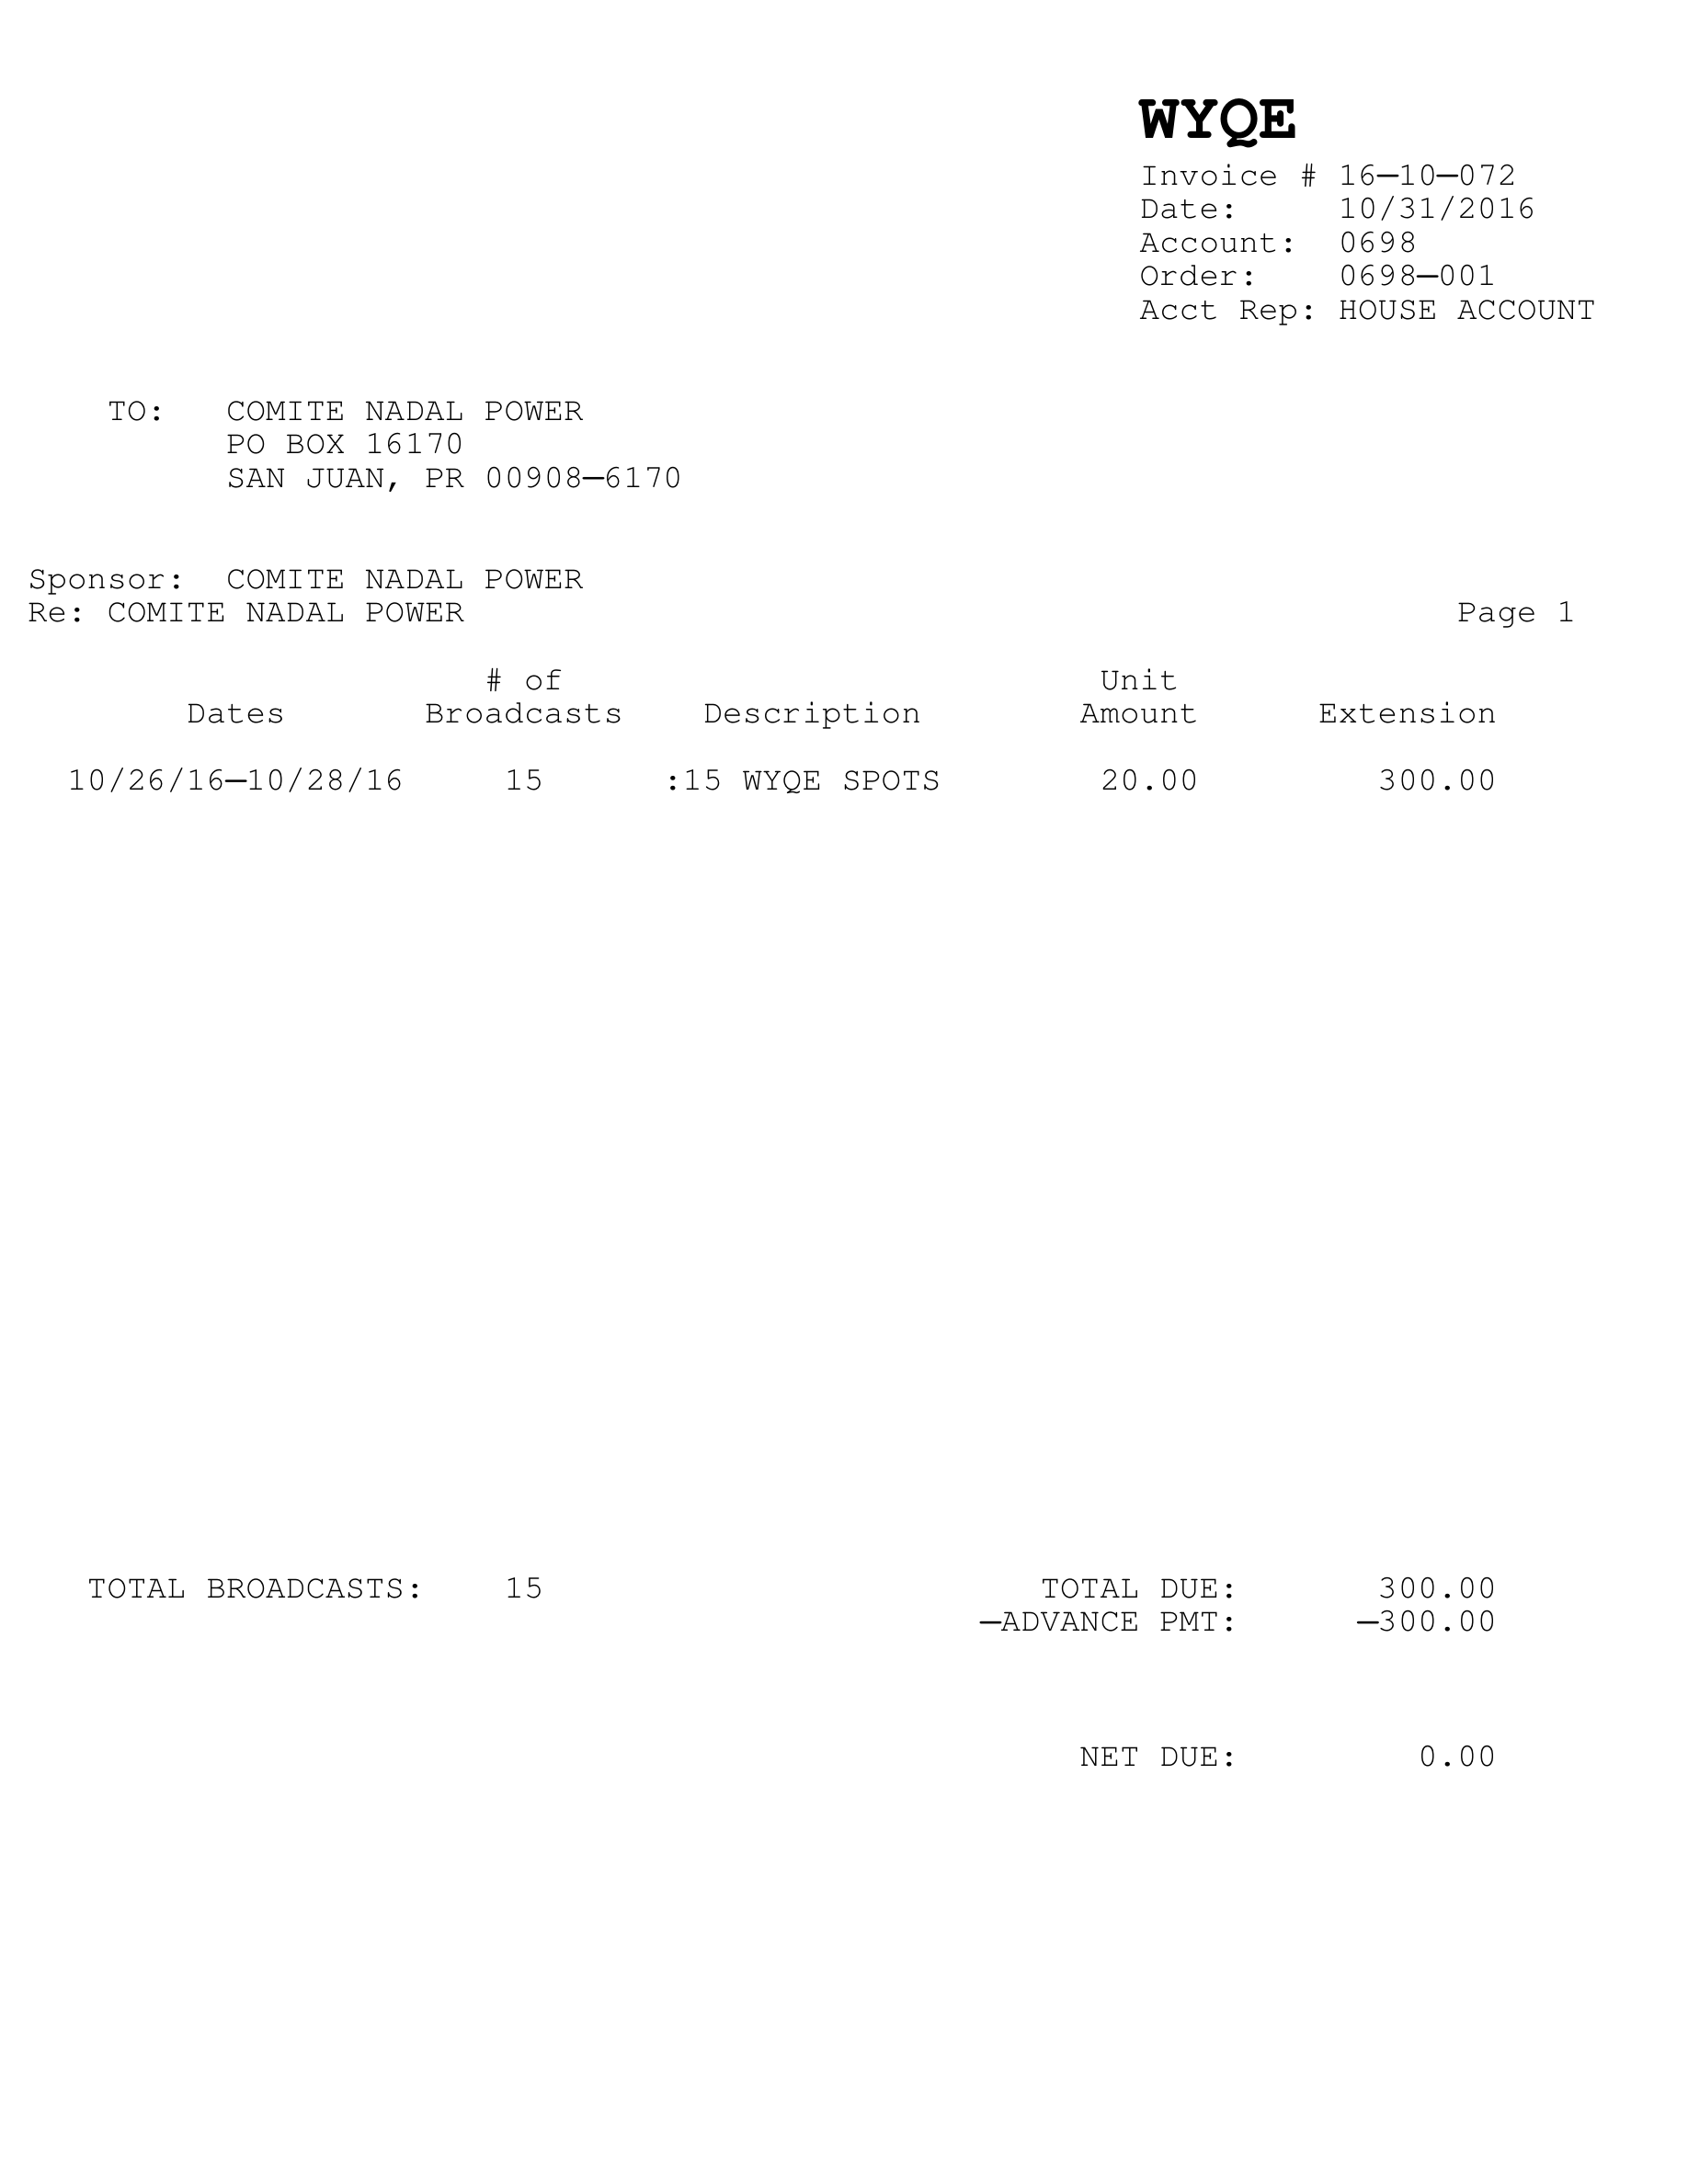 WYQE
Invoice # 16-10-072
Date: 10/31/2016
Account: 0698
Order: 0698-001
Acct Rep: HOUSE ACCOUNT
TO: COMITE NADAL POWER
PO BOX 16170
SAN JUAN, PR 00908-6170
Sponsor: COMITE NADAL POWER
Re: COMITE NADAL POWER Page 1
# of Unit
Dates Broadcasts Description Amount Extension
10/26/16-10/28/16 15 :15 WYQE SPOTS 20.00 300.00
TOTAL BROADCASTS: 15 TOTAL DUE: 300.00
-ADVANCE PMT: -300.00
NET DUE: 0.00